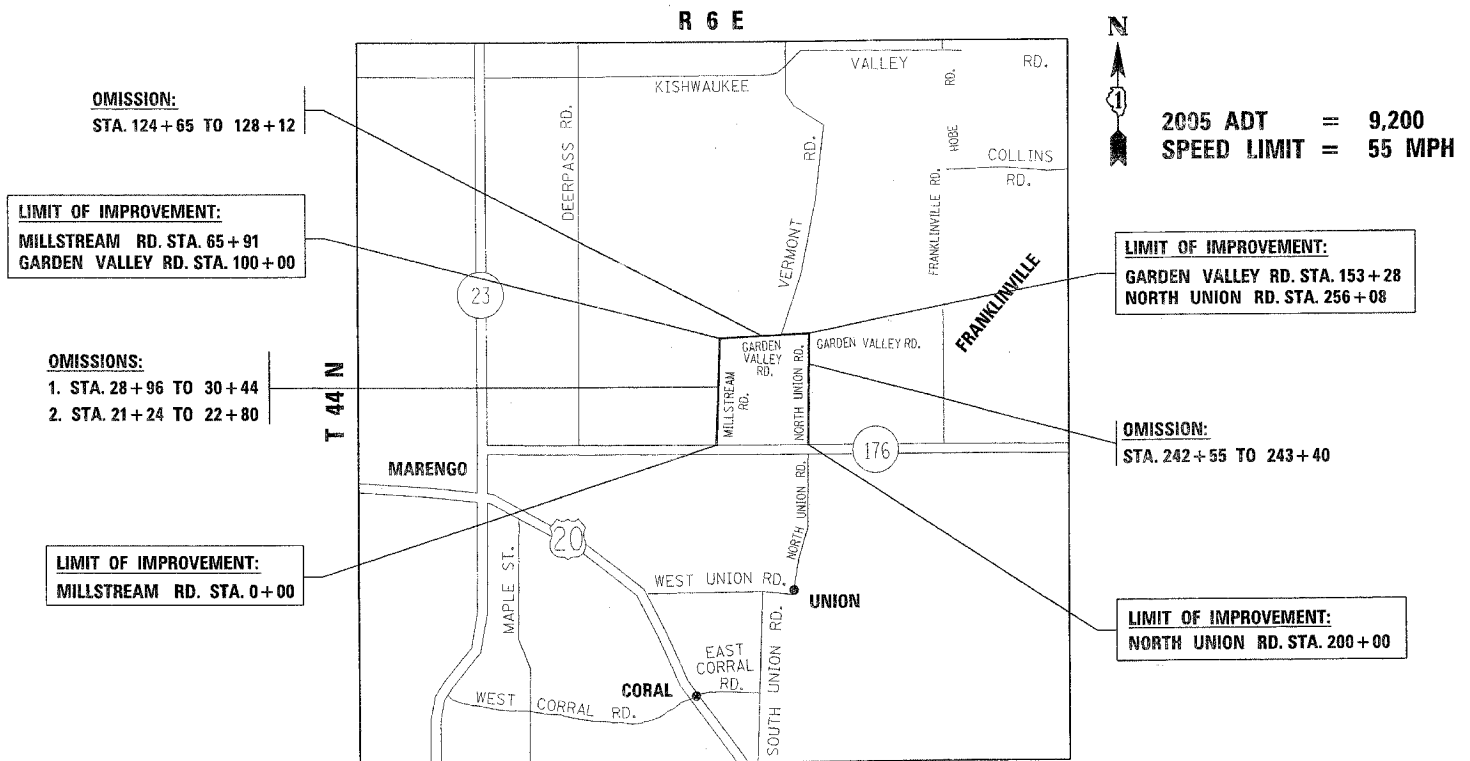 R 6 E
N
1
2005 ADT = 9,200
SPEED LIMIT = 55 MPH
OMISSION:
STA. 124+65 TO 128+12
LIMIT OF IMPROVEMENT:
MILLSTREAM RD. STA. 65+91
GARDEN VALLEY RD. STA. 100+00
OMISSIONS:
1. STA. 28+96 TO 30+44
2. STA. 21+24 TO 22+80
T 44 N
LIMIT OF IMPROVEMENT:
MILLSTREAM RD. STA. 0+00
KISHWAUKEE
VALLEY
RD.
DEERPASS RD.
VERMONT
RD.
RD.
HOBE
FRANKLINVILLE RD.
COLLINS
RD.
FRANKLINVILLE
23
GARDEN
VALLEY
RD.
GARDEN VALLEY RD.
MILLSTREAM
RD.
NORTH UNION RD.
176
MARENGO
20
MAPLE ST.
NORTH UNION RD.
WEST UNION RD.
UNION
SOUTH UNION RD.
EAST
CORRAL
RD.
CORAL
WEST CORRAL RD.
LIMIT OF IMPROVEMENT:
GARDEN VALLEY RD. STA. 153+28
NORTH UNION RD. STA. 256+08
OMISSION:
STA. 242+55 TO 243+40
LIMIT OF IMPROVEMENT:
NORTH UNION RD. STA. 200+00